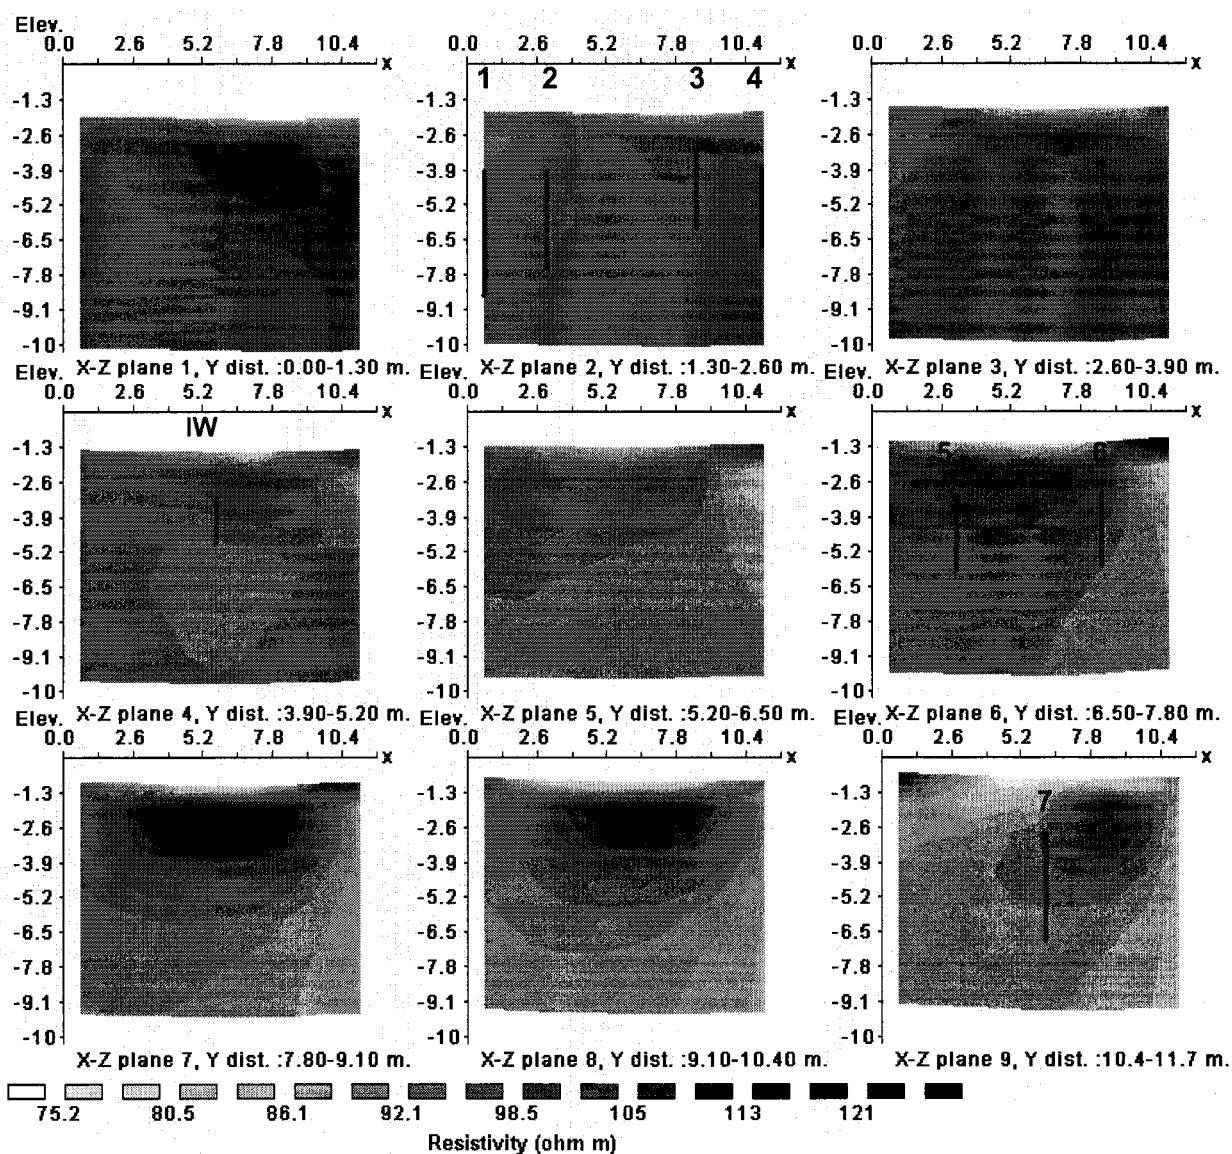 Elev.
0.0 2.6 5.2 7.8 10.4
x
-1.3
-2.6
-3.9
-5.2
-6.5
-7.8
-9.1
-10
X-Z plane 1, Y dist. :0.00-1.30 m.
0.0 2.6 5.2 7.8 10.4
x
1 2 3 4
-1.3
-2.6
-3.9
-5.2
-6.5
-7.8
-9.1
-10
X-Z plane 2, Y dist. :1.30-2.60 m.
0.0 2.6 5.2 7.8 10.4
x
-1.3
-2.6
-3.9
-5.2
-6.5
-7.8
-9.1
-10
X-Z plane 3, Y dist. :2.60-3.90 m.
Elev.
0.0 2.6 5.2 7.8 10.4
x
IW
-1.3
-2.6
-3.9
-5.2
-6.5
-7.8
-9.1
-10
X-Z plane 4, Y dist. :3.90-5.20 m.
Elev.
0.0 2.6 5.2 7.8 10.4
x
-1.3
-2.6
-3.9
-5.2
-6.5
-7.8
-9.1
-10
X-Z plane 5, Y dist. :5.20-6.50 m.
Elev.
0.0 2.6 5.2 7.8 10.4
x
5 6
-1.3
-2.6
-3.9
-5.2
-6.5
-7.8
-9.1
-10
X-Z plane 6, Y dist. :6.50-7.80 m.
Elev.
0.0 2.6 5.2 7.8 10.4
x
-1.3
-2.6
-3.9
-5.2
-6.5
-7.8
-9.1
-10
X-Z plane 7, Y dist. :7.80-9.10 m.
Elev.
0.0 2.6 5.2 7.8 10.4
x
-1.3
-2.6
-3.9
-5.2
-6.5
-7.8
-9.1
-10
X-Z plane 8, Y dist. :9.10-10.40 m.
Elev.
0.0 2.6 5.2 7.8 10.4
x
7
-1.3
-2.6
-3.9
-5.2
-6.5
-7.8
-9.1
-10
X-Z plane 9, Y dist. :10.4-11.7 m.
75.2 80.5 86.1 92.1 98.5 105 113 121
Resistivity (ohm m)